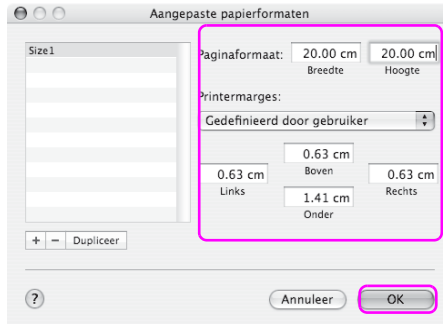 Aangepaste papierformaten
Size1
Paginaformaat: 20.00 cm 20.00 cm
Breedte Hoogte
Printermarges:
Gedefinieerd door gebruiker
0.63 cm
Boven
0.63 cm 0.63 cm
Links Rechts
1.41 cm
Onder
+ − Dupliceer
? Annuleer OK